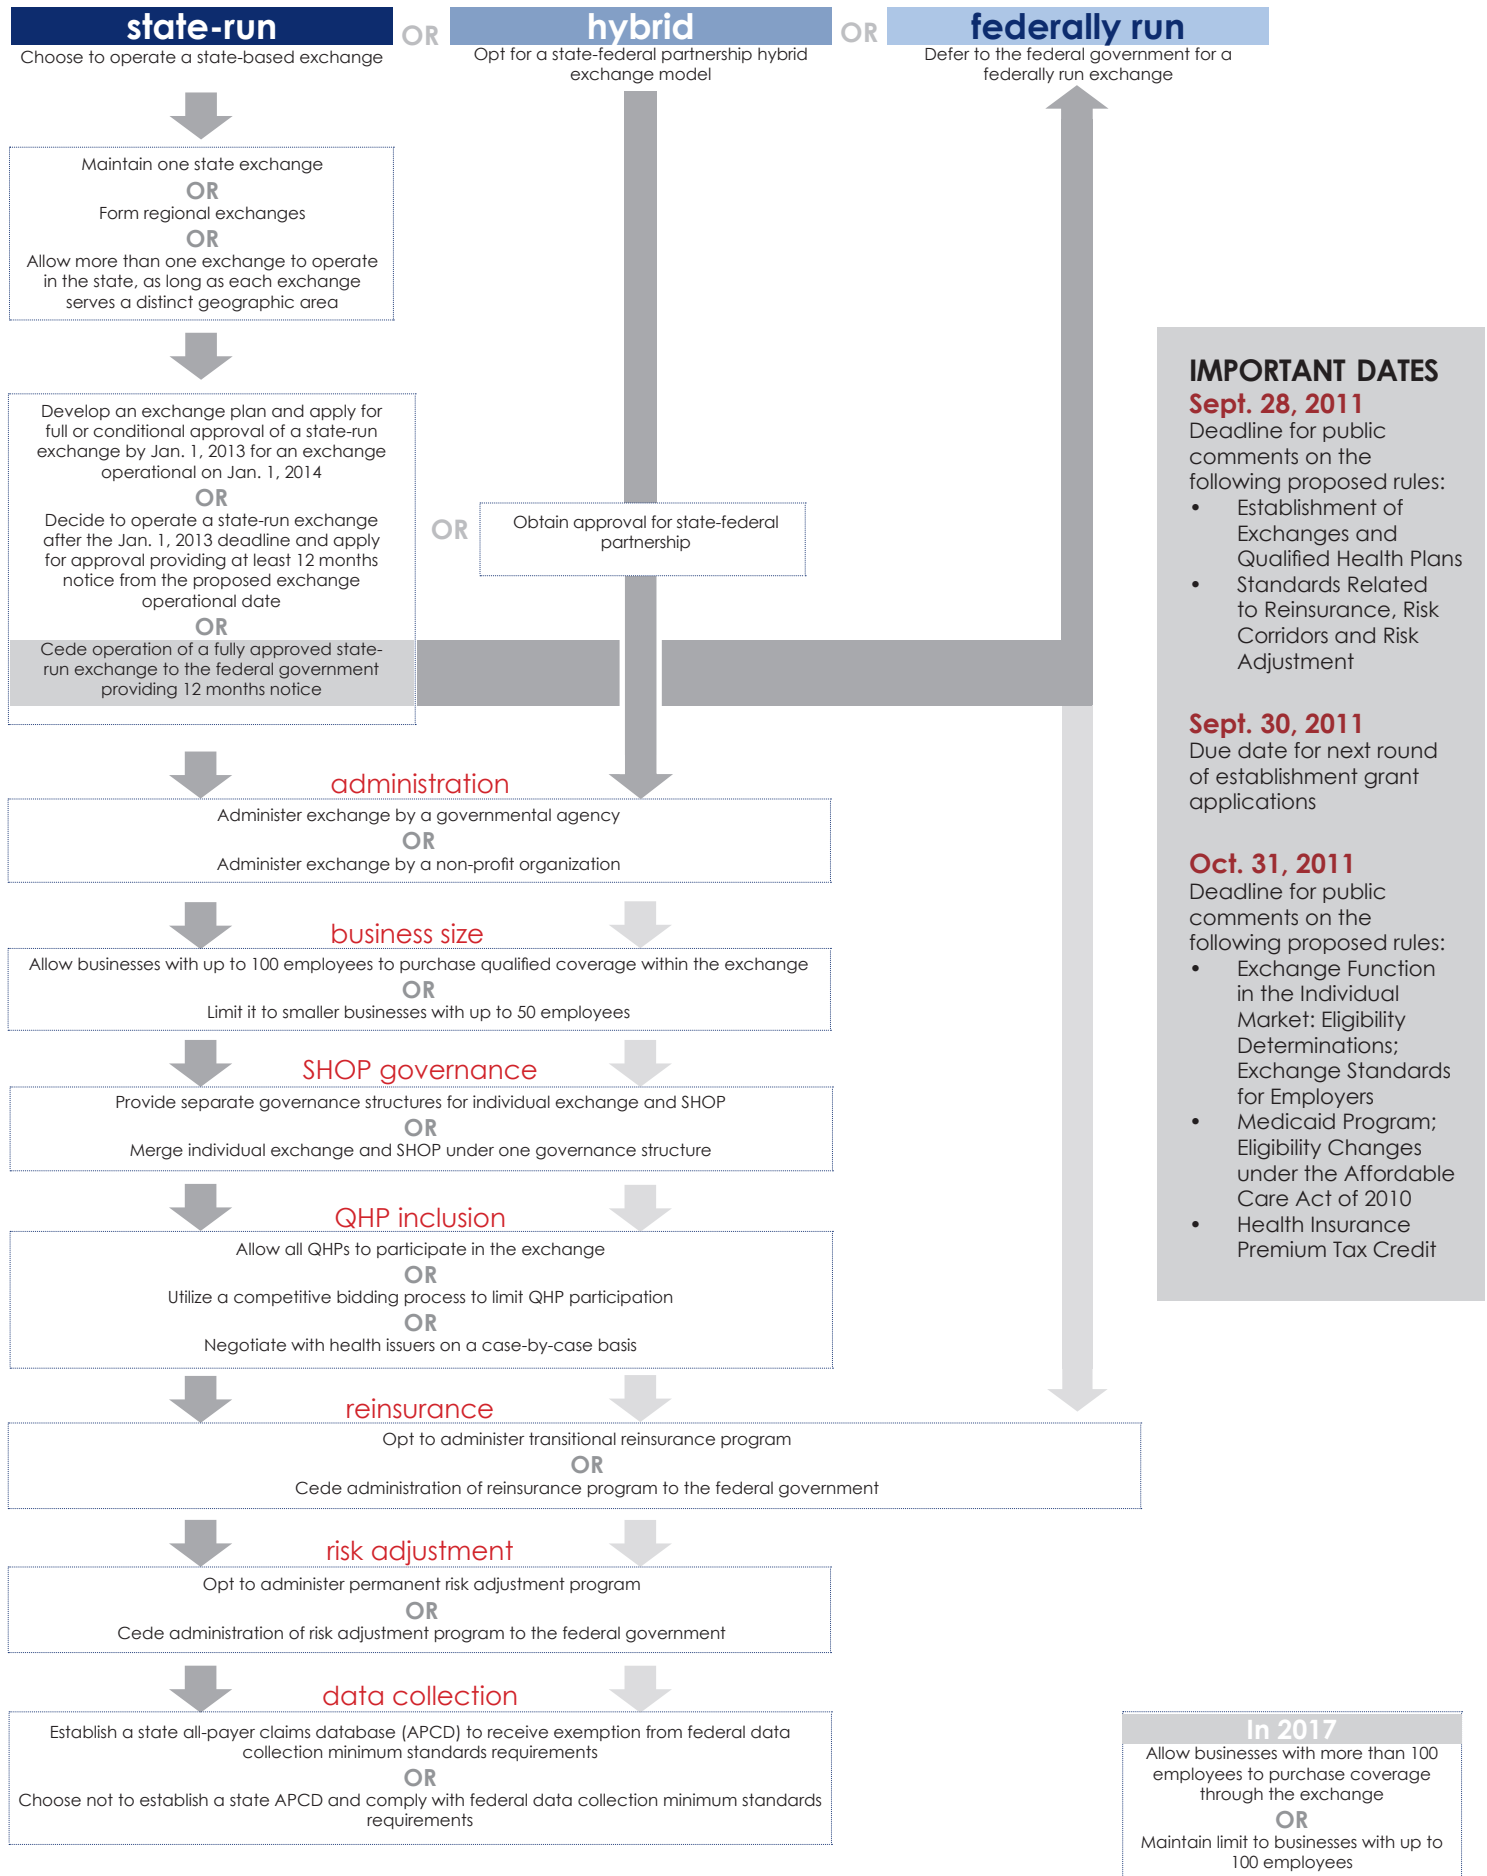 state-run
OR
hybrid
OR
federally run
Choose to operate a state-based exchange
Opt for a state-federal partnership hybrid
exchange model
Defer to the federal government for a
federally run exchange
Maintain one state exchange
OR
Form regional exchanges
OR
Allow more than one exchange to operate
in the state, as long as each exchange
serves a distinct geographic area
Develop an exchange plan and apply for
full or conditional approval of a state-run
exchange by Jan. 1, 2013 for an exchange
operational on Jan. 1, 2014
OR
Decide to operate a state-run exchange
after the Jan. 1, 2013 deadline and apply
for approval providing at least 12 months
notice from the proposed exchange
operational date
OR
Cede operation of a fully approved state-
run exchange to the federal government
providing 12 months notice
OR
Obtain approval for state-federal
partnership
administration
Administer exchange by a governmental agency
OR
Administer exchange by a non-profit organization
business size
Allow businesses with up to 100 employees to purchase qualified coverage within the exchange
OR
Limit it to smaller businesses with up to 50 employees
SHOP governance
Provide separate governance structures for individual exchange and SHOP
OR
Merge individual exchange and SHOP under one governance structure
QHP inclusion
Allow all QHPs to participate in the exchange
OR
Utilize a competitive bidding process to limit QHP participation
OR
Negotiate with health issuers on a case-by-case basis
reinsurance
Opt to administer transitional reinsurance program
OR
Cede administration of reinsurance program to the federal government
risk adjustment
Opt to administer permanent risk adjustment program
OR
Cede administration of risk adjustment program to the federal government
data collection
Establish a state all-payer claims database (APCD) to receive exemption from federal data
collection minimum standards requirements
OR
Choose not to establish a state APCD and comply with federal data collection minimum standards
requirements
IMPORTANT DATES
Sept. 28, 2011
Deadline for public
comments on the
following proposed rules:
• Establishment of
Exchanges and
Qualified Health Plans
• Standards Related
to Reinsurance, Risk
Corridors and Risk
Adjustment
Sept. 30, 2011
Due date for next round
of establishment grant
applications
Oct. 31, 2011
Deadline for public
comments on the
following proposed rules:
• Exchange Function
in the Individual
Market: Eligibility
Determinations;
Exchange Standards
for Employers
• Medicaid Program;
Eligibility Changes
under the Affordable
Care Act of 2010
• Health Insurance
Premium Tax Credit
In 2017
Allow businesses with more than 100
employees to purchase coverage
through the exchange
OR
Maintain limit to businesses with up to
100 employees